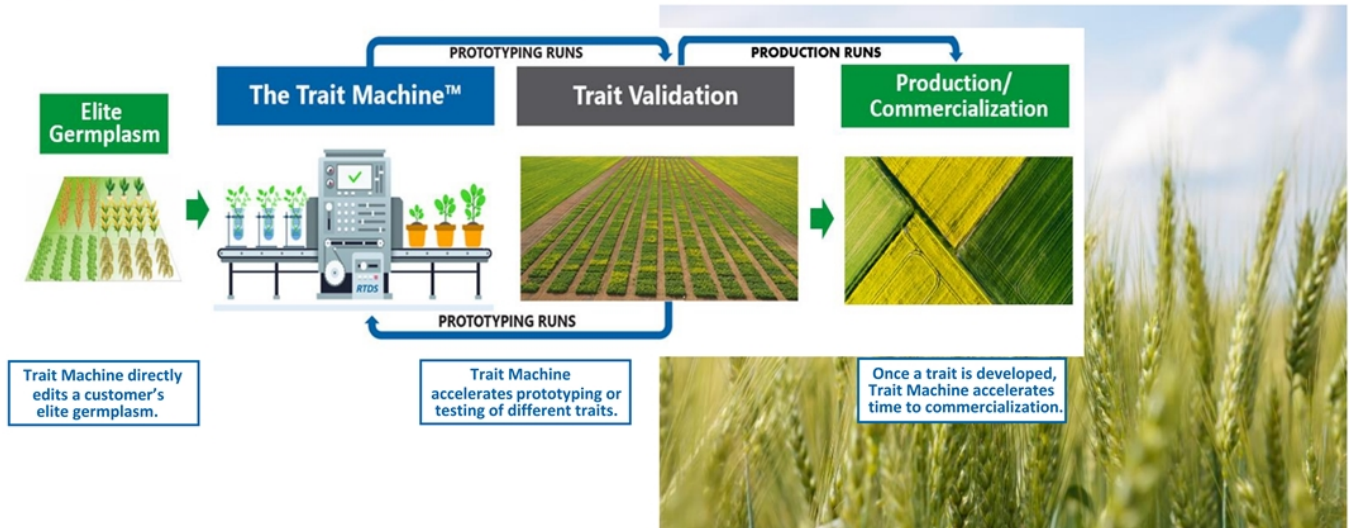 PROTOTYPING RUNS
PRODUCTION RUNS
Elite
Germplasm
The Trait Machine™
Trait Validation
Production/
Commercialization
RTDS
PROTOTYPING RUNS
Trait Machine directly
edits a customer's
elite germplasm.
Trait Machine
accelerates prototyping or
testing of different traits.
Once a trait is developed,
Trait Machine accelerates
time to commercialization.